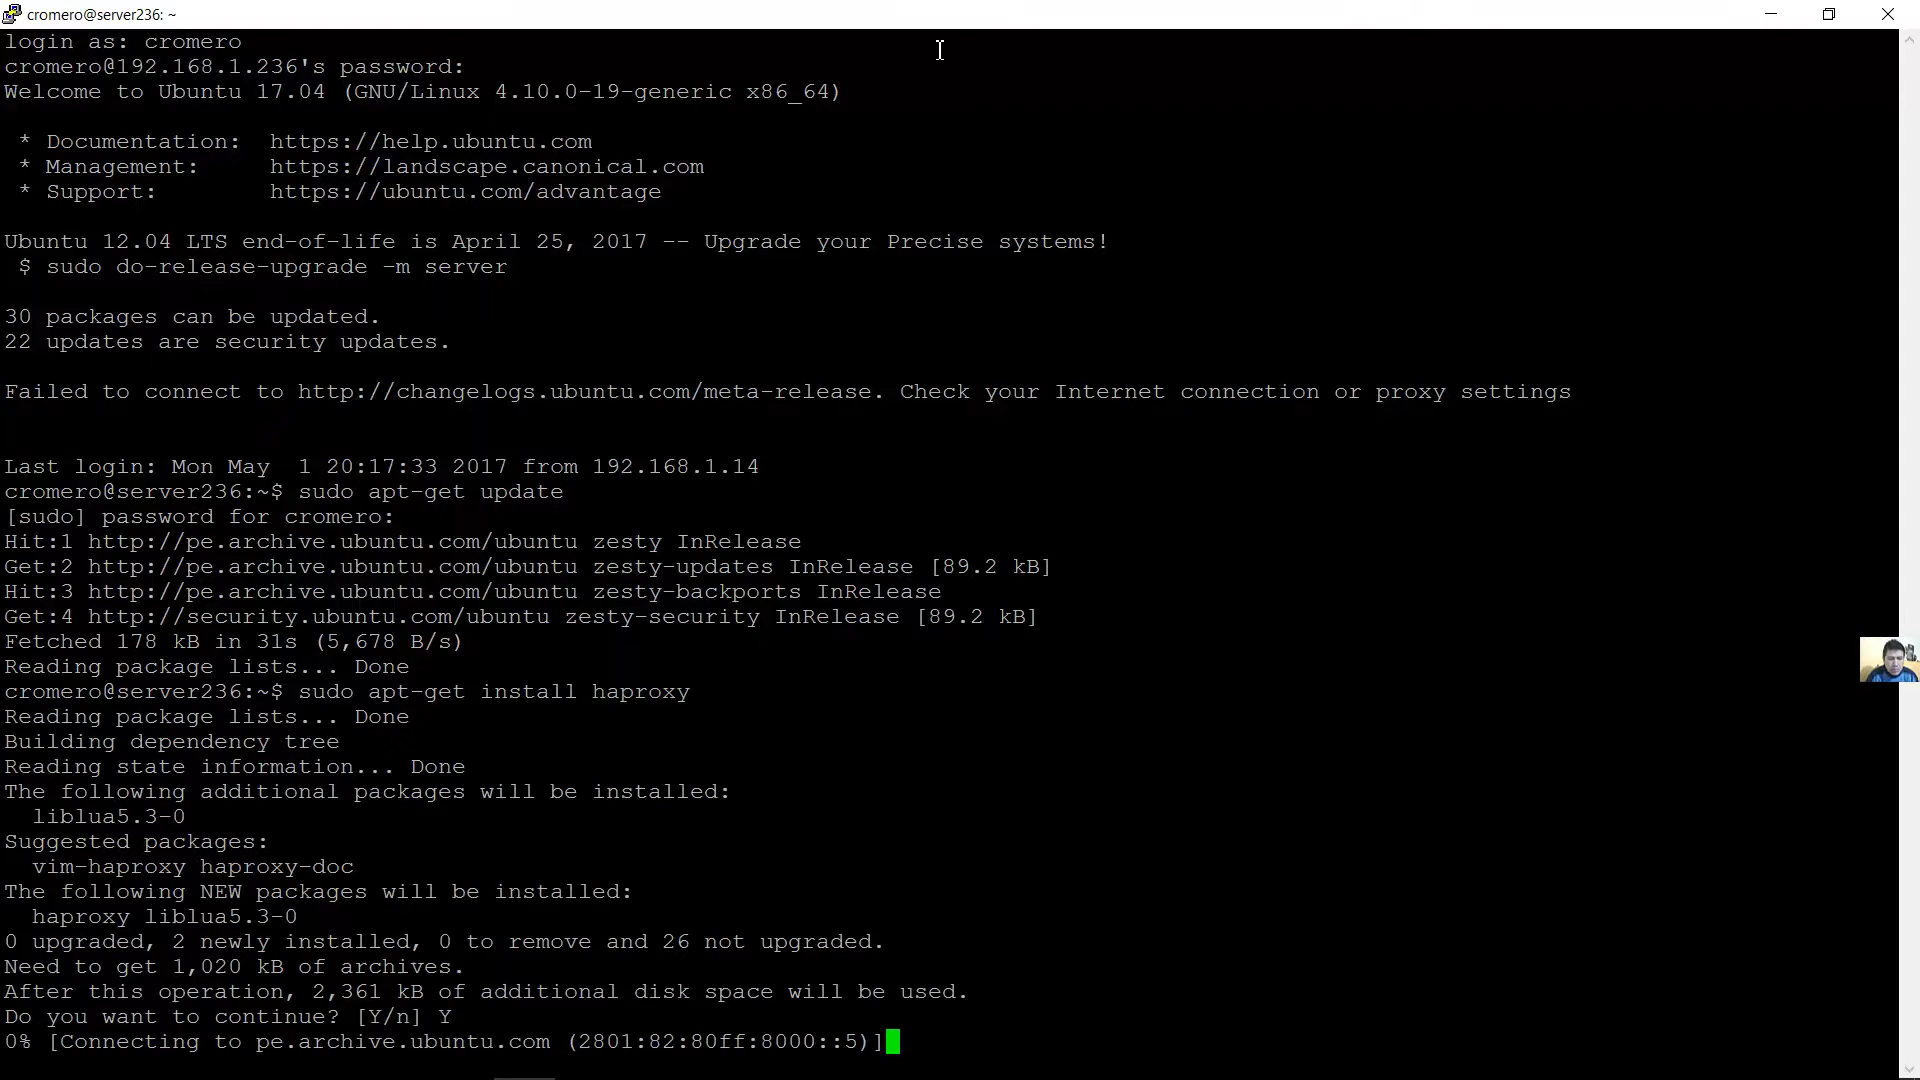 cromero@server236: ~
login as: cromero
cromero@192.168.1.236's password:
Welcome to Ubuntu 17.04 (GNU/Linux 4.10.0-19-generic x86_64)
* Documentation:  https://help.ubuntu.com
* Management:     https://landscape.canonical.com
* Support:        https://ubuntu.com/advantage
Ubuntu 12.04 LTS end-of-life is April 25, 2017 -- Upgrade your Precise systems!
$ sudo do-release-upgrade -m server
30 packages can be updated.
22 updates are security updates.
Failed to connect to http://changelogs.ubuntu.com/meta-release. Check your Internet connection or proxy settings
Last login: Mon May  1 20:17:33 2017 from 192.168.1.14
cromero@server236:~$ sudo apt-get update
[sudo] password for cromero:
Hit:1 http://pe.archive.ubuntu.com/ubuntu zesty InRelease
Get:2 http://pe.archive.ubuntu.com/ubuntu zesty-updates InRelease [89.2 kB]
Hit:3 http://pe.archive.ubuntu.com/ubuntu zesty-backports InRelease
Get:4 http://security.ubuntu.com/ubuntu zesty-security InRelease [89.2 kB]
Fetched 178 kB in 31s (5,678 B/s)
Reading package lists... Done
cromero@server236:~$ sudo apt-get install haproxy
Reading package lists... Done
Building dependency tree
Reading state information... Done
The following additional packages will be installed:
  liblua5.3-0
Suggested packages:
  vim-haproxy haproxy-doc
The following NEW packages will be installed:
  haproxy liblua5.3-0
0 upgraded, 2 newly installed, 0 to remove and 26 not upgraded.
Need to get 1,020 kB of archives.
After this operation, 2,361 kB of additional disk space will be used.
Do you want to continue? [Y/n] Y
0% [Connecting to pe.archive.ubuntu.com (2801:82:80ff:8000::5)]